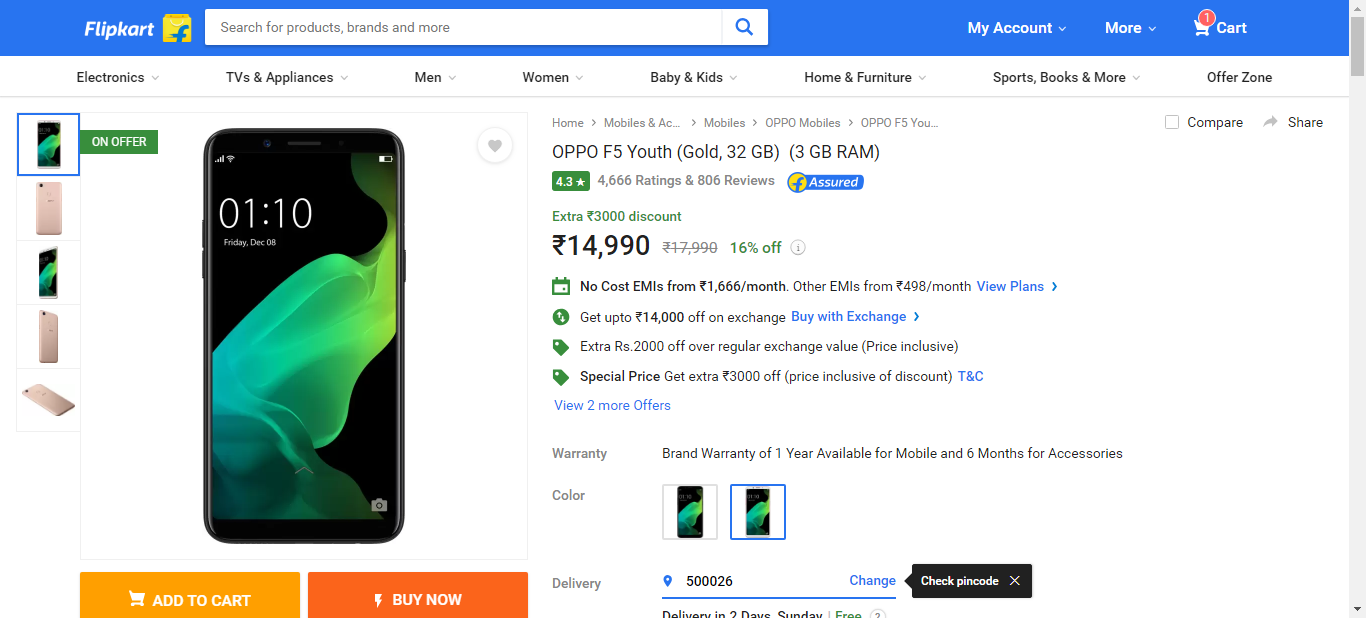 Flipkart
Search for products, brands and more
My Account
More
1
Cart
Electronics
TVs & Appliances
Men
Women
Baby & Kids
Home & Furniture
Sports, Books & More
Offer Zone
ON OFFER
01:10
Friday, Dec 08
Home > Mobiles & Ac... > Mobiles > OPPO Mobiles > OPPO F5 You...
Compare
Share
OPPO F5 Youth (Gold, 32 GB) (3 GB RAM)
4.3 ★ 4,666 Ratings & 806 Reviews Assured
Extra ₹3000 discount
₹14,990 ₹17,990 16% off
No Cost EMIs from ₹1,666/month. Other EMIs from ₹498/month View Plans >
Get upto ₹14,000 off on exchange Buy with Exchange >
Extra Rs.2000 off over regular exchange value (Price inclusive)
Special Price Get extra ₹3000 off (price inclusive of discount) T&C
View 2 more Offers
Warranty Brand Warranty of 1 Year Available for Mobile and 6 Months for Accessories
Color
Delivery 500026 Change Check pincode
Delivery in 2 Days, Sunday | Free ?
ADD TO CART
BUY NOW